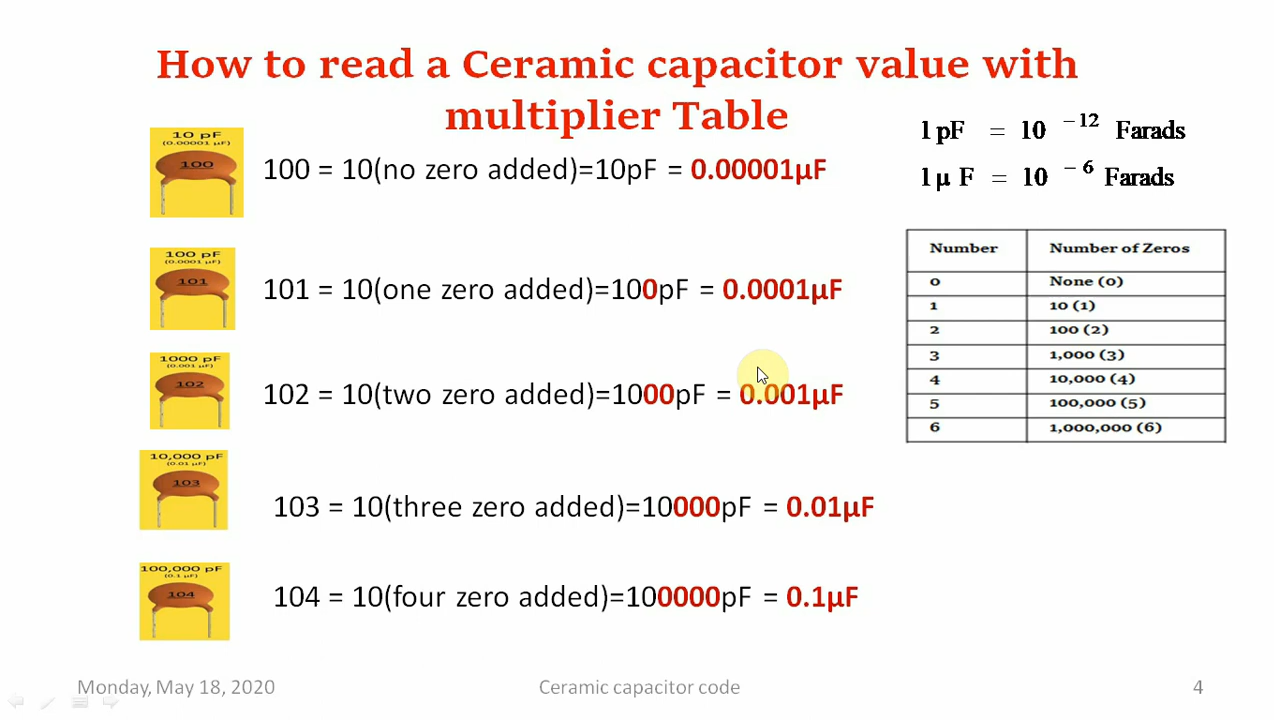 How to read a Ceramic capacitor value with
multiplier Table
10 pF
(0.00001 µF)
100
100 = 10(no zero added)=10pF = 0.00001µF
100 pF
(0.0001 µF)
101
101 = 10(one zero added)=100pF = 0.0001µF
1000 pF
(0.001 µF)
102
102 = 10(two zero added)=1000pF = 0.001µF
10,000 pF
(0.01 µF)
103
103 = 10(three zero added)=10000pF = 0.01µF
100,000 pF
(0.1 µF)
104
104 = 10(four zero added)=100000pF = 0.1µF
1 pF = 10 −12 Farads
1 µ F = 10 − 6 Farads
Number Number of Zeros
0 None (0)
1 10 (1)
2 100 (2)
3 1,000 (3)
4 10,000 (4)
5 100,000 (5)
6 1,000,000 (6)
Monday, May 18, 2020 Ceramic capacitor code 4